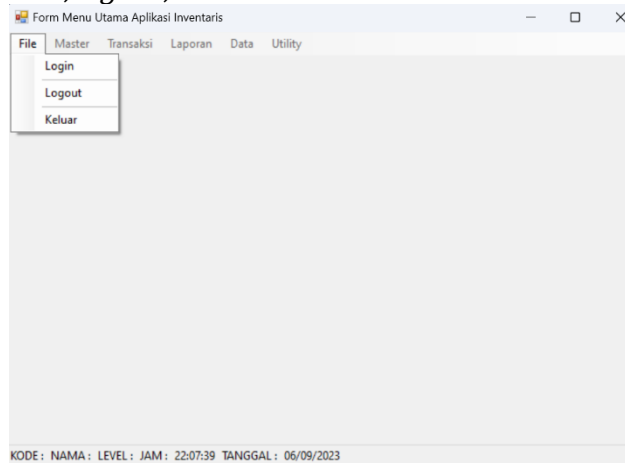 Form Menu Utama Aplikasi Inventaris
File Master Transaksi Laporan Data Utility
Login
Logout
Keluar
KODE : NAMA : LEVEL : JAM : 22:07:39 TANGGAL : 06/09/2023